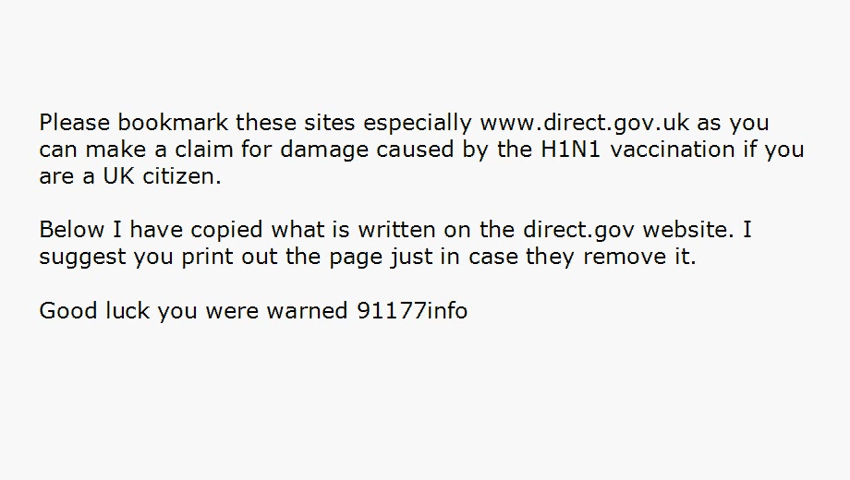 Please bookmark these sites especially www.direct.gov.uk as you
can make a claim for damage caused by the H1N1 vaccination if you
are a UK citizen.
Below I have copied what is written on the direct.gov website. I
suggest you print out the page just in case they remove it.
Good luck you were warned 91177info